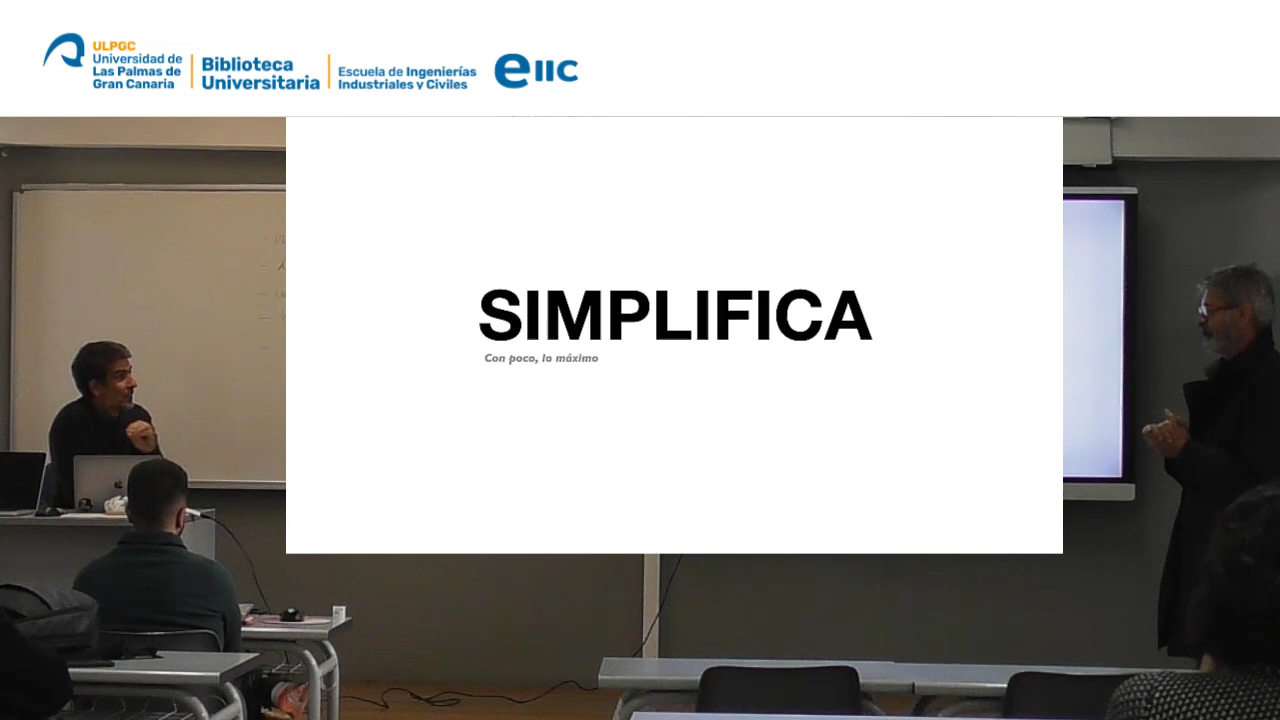 ULPGC
Universidad de
Las Palmas de
Gran Canaria
Biblioteca
Universitaria
Escuela de Ingenierías
Industriales y Civiles
eiic
SIMPLIFICA
Con poco, lo máximo